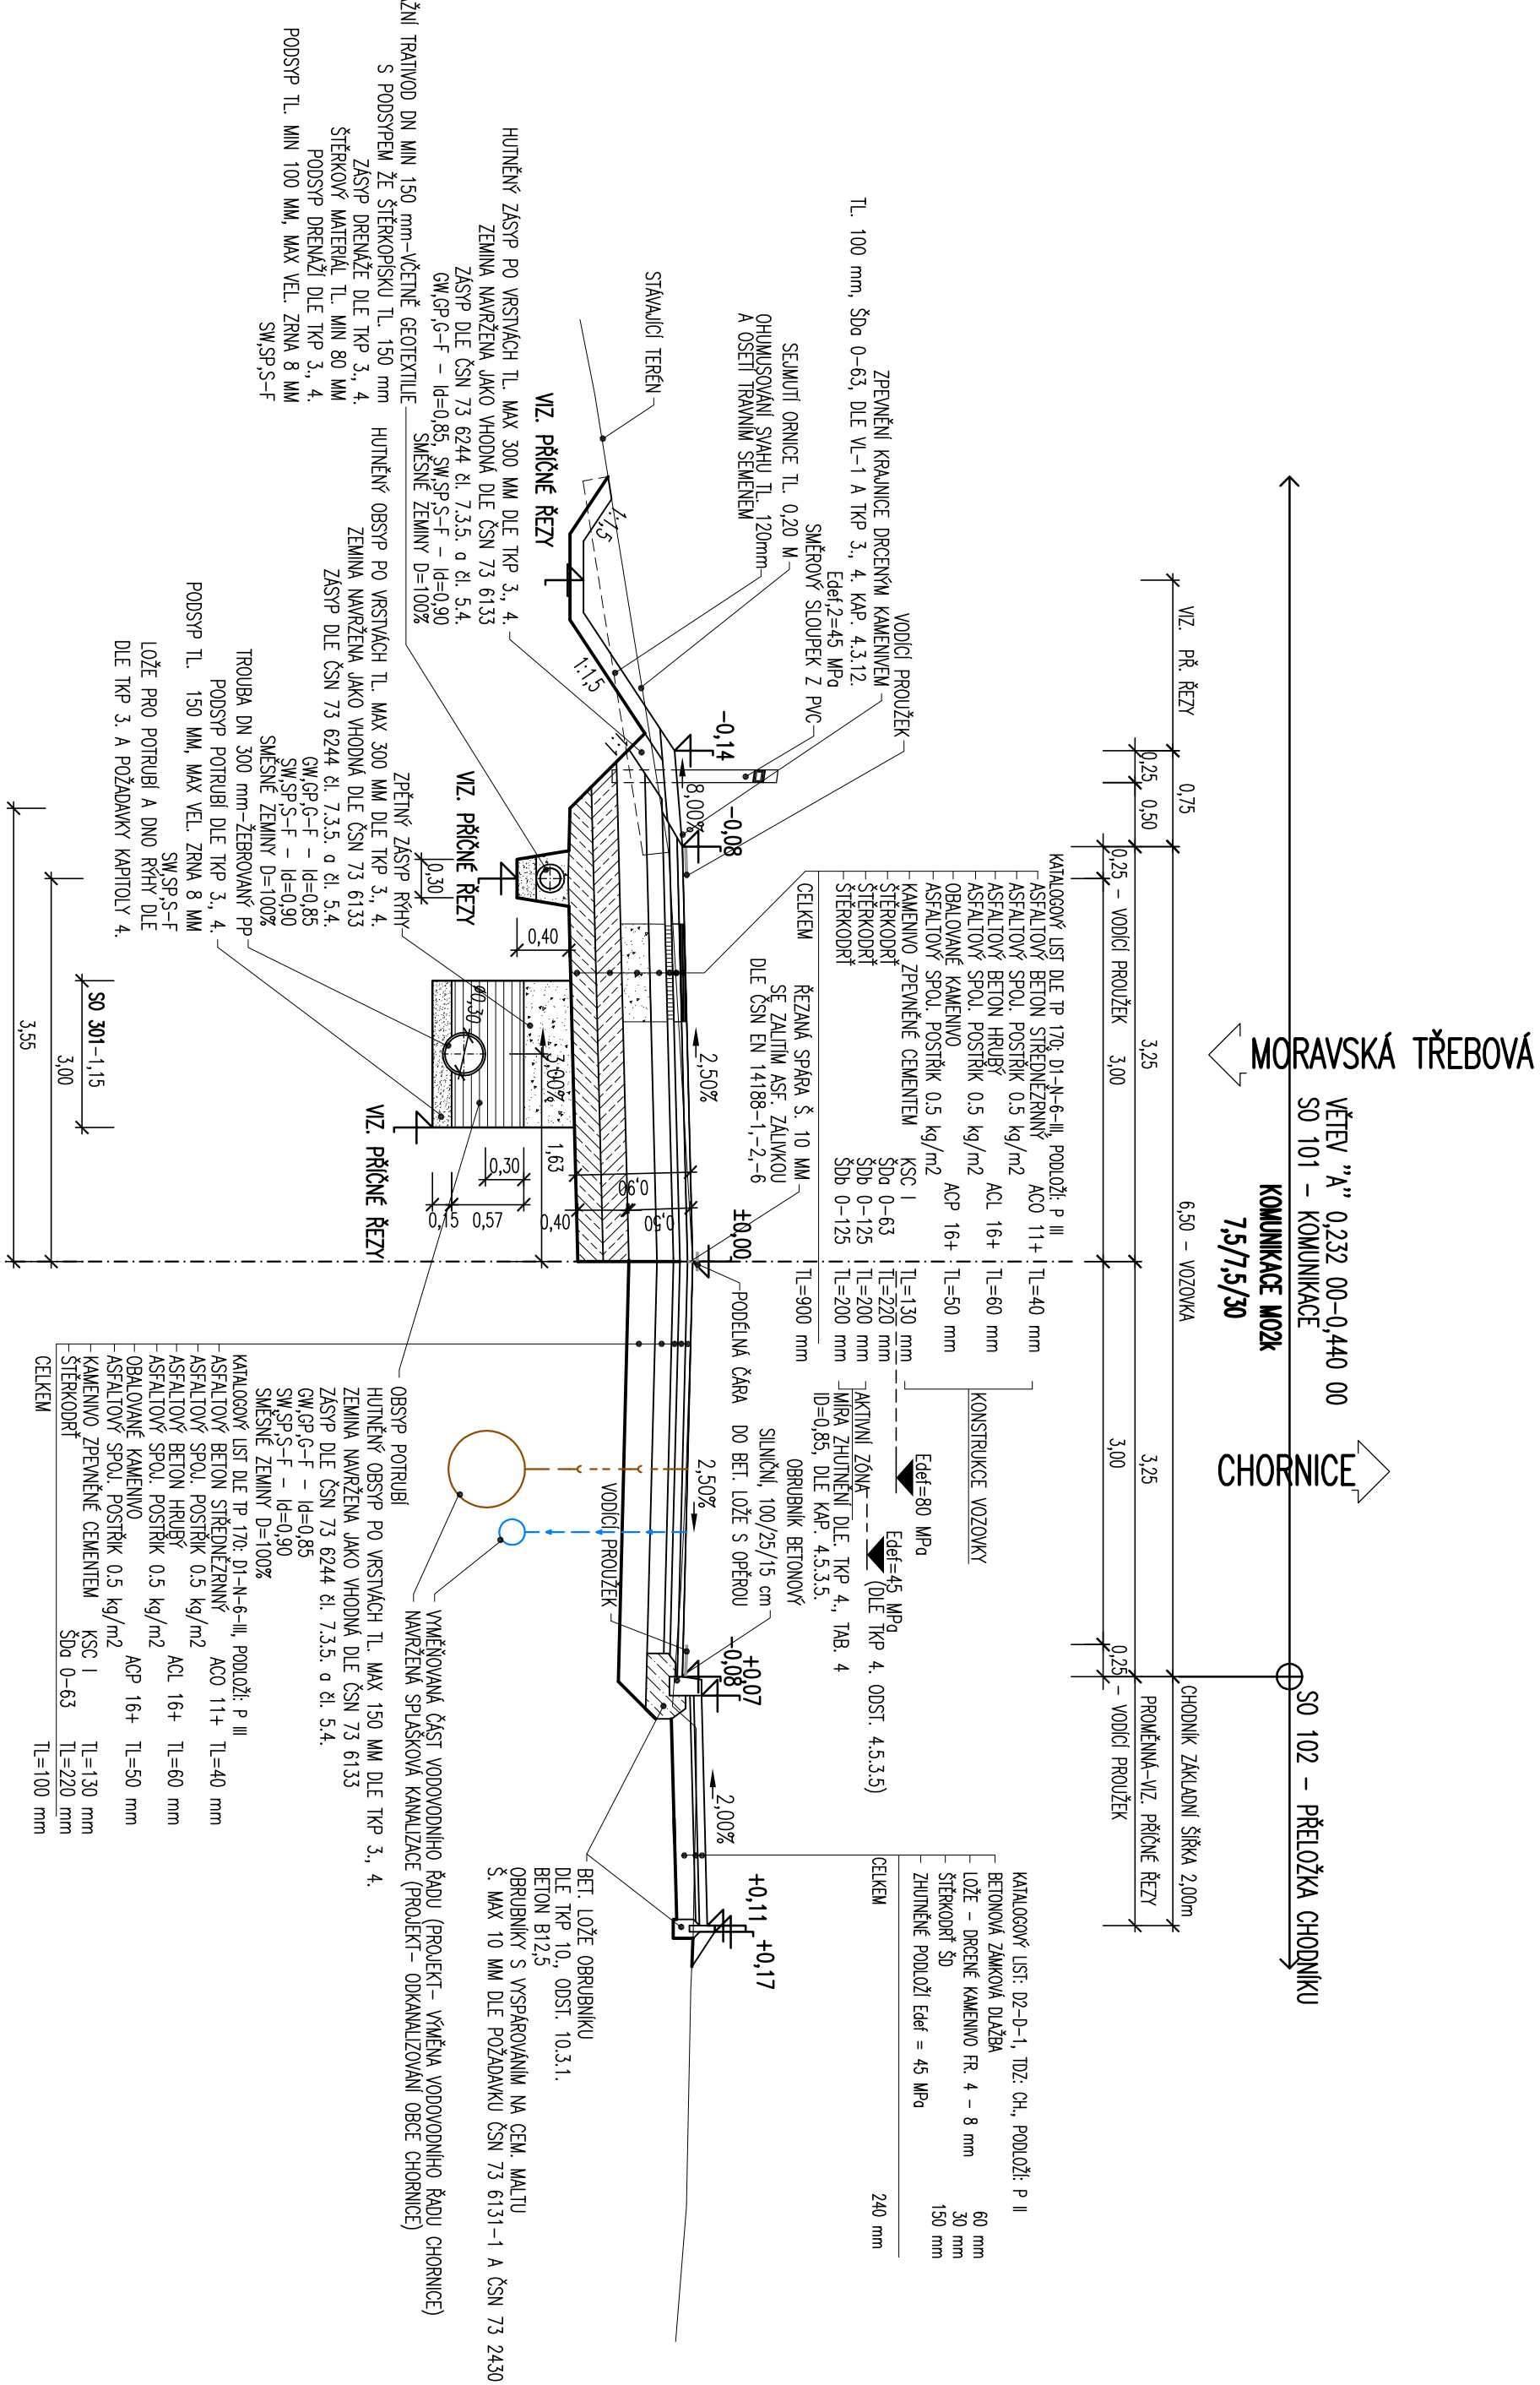 MORAVSKÁ TŘEBOVÁ
CHORNICE
VĚTEV "A" 0,232 00-0,440 00
SO 101 - KOMUNIKACE
KOMUNIKACE MO2k
7,5/7,5/30
SO 102 - PŘELOŽKA CHODNÍKU
VIZ. PŘ. ŘEZY
0,75
6,50 - VOZOVKA
CHODNÍK ZÁKLADNÍ ŠÍŘKA 2,00m
0,25
0,50
3,25
3,25
PROMĚNNÁ-VIZ. PŘÍČNÉ ŘEZY
0,25 - VODÍCÍ PROUŽEK
3,00
3,00
0,25 - VODÍCÍ PROUŽEK
KATALOGOVÝ LIST DLE TP 170: D1-N-6-III, PODLOŽÍ: P III
ASFALTOVÝ BETON STŘEDNĚZRNNÝ ACO 11+ TL=40 mm
ASFALTOVÝ SPOJ. POSTŘIK 0.5 kg/m2
ASFALTOVÝ BETON HRUBÝ ACL 16+ TL=60 mm
ASFALTOVÝ SPOJ. POSTŘIK 0.5 kg/m2
OBALOVANÉ KAMENIVO ACP 16+ TL=50 mm
ASFALTOVÝ SPOJ. POSTŘIK 0.5 kg/m2
KAMENIVO ZPEVNĚNÉ CEMENTEM KSC I TL=130 mm
ŠTĚRKODRŤ ŠDa 0-63 TL=220 mm
ŠTĚRKODRŤ ŠDb 0-125 TL=200 mm
ŠTĚRKODRŤ ŠDb 0-125 TL=200 mm
CELKEM TL=900 mm
KONSTRUKCE VOZOVKY
Edef=80 MPa
Edef=45 MPa
(DLE TKP 4. ODST. 4.5.3.5)
AKTIVNÍ ZÓNA
MÍRA ZHUTNĚNÍ DLE. TKP 4., TAB. 4
ID=0,85, DLE KAP. 4.5.3.5.
KATALOGOVÝ LIST: D2-D-1, TDZ: CH., PODLOŽÍ: P II
BETONOVÁ ZÁMKOVÁ DLAŽBA 60 mm
LOŽE - DRCENÉ KAMENIVO FR. 4 - 8 mm 30 mm
ŠTĚRKODRŤ ŠD 150 mm
ZHUTNĚNÉ PODLOŽÍ Edef = 45 MPa
CELKEM 240 mm
VODÍCÍ PROUŽEK
ZPEVNĚNÍ KRAJNICE DRCENÝM KAMENIVEM
TL. 100 mm, ŠDa 0-63, DLE VL-1 A TKP 3., 4. KAP. 4.3.12.
Edef,2=45 MPa
SMĚROVÝ SLOUPEK Z PVC
SEJMUTÍ ORNICE TL. 0,20 M
OHUMUSOVÁNÍ SVAHU TL. 120mm
A OSETÍ TRAVNÍM SEMENEM
STÁVAJÍCÍ TERÉN
ŘEZANÁ SPÁRA Š. 10 MM
SE ZALITÍM ASF. ZÁLIVKOU
DLE ČSN EN 14188-1,-2,-6
PODÉLNÁ ČÁRA
SILNIČNÍ, 100/25/15 cm
OBRUBNÍK BETONOVÝ
DO BET. LOŽE S OPĚROU
VODÍCÍ PROUŽEK
-0,14
-0,08
±0,00
-0,08
+0,07
+0,11
+0,17
8,00%
2,50%
2,50%
2,00%
3,00%
1:1,5
1:1,5
0,90
0,50
0,40
1,63
0,40
0,30
ø0,30
0,30
0,57
0,15
VIZ. PŘÍČNÉ ŘEZY
VIZ. PŘÍČNÉ ŘEZY
VIZ. PŘÍČNÉ ŘEZY
HUTNĚNÝ ZÁSYP PO VRSTVÁCH TL. MAX 300 MM DLE TKP 3., 4.
ZEMINA NAVRŽENA JAKO VHODNÁ DLE ČSN 73 6133
ZÁSYP DLE ČSN 73 6244 čl. 7.3.5. a čl. 5.4.
GW,GP,G-F - Id=0,85, SW,SP,S-F - Id=0,90
SMĚSNÉ ZEMINY D=100%
ŽNÍ TRATIVOD DN MIN 150 mm-VČETNĚ GEOTEXTILIE
S PODSYPEM ŽE ŠTĚRKOPÍSKU TL. 150 mm
ZÁSYP DRENÁŽE DLE TKP 3., 4.
ŠTĚRKOVÝ MATERIÁL TL. MIN 80 MM
PODSYP DRENÁŽÍ DLE TKP 3., 4.
PODSYP TL. MIN 100 MM, MAX VEL. ZRNA 8 MM
SW,SP,S-F
ZPĚTNÝ ZÁSYP RÝHY
HUTNĚNÝ OBSYP PO VRSTVÁCH TL. MAX 300 MM DLE TKP 3., 4.
ZEMINA NAVRŽENA JAKO VHODNÁ DLE ČSN 73 6133
ZÁSYP DLE ČSN 73 6244 čl. 7.3.5. a čl. 5.4.
GW,GP,G-F - Id=0,85
SW,SP,S-F - Id=0,90
SMĚSNÉ ZEMINY D=100%
TROUBA DN 300 mm-ŽEBROVANÝ PP
PODSYP POTRUBÍ DLE TKP 3., 4.
PODSYP TL. 150 MM, MAX VEL. ZRNA 8 MM
SW,SP,S-F
LOŽE PRO POTRUBÍ A DNO RÝHY DLE
DLE TKP 3. A POŽADAVKY KAPITOLY 4.
SO 301-1,15
3,00
3,55
OBSYP POTRUBÍ
HUTNĚNÝ OBSYP PO VRSTVÁCH TL. MAX 150 MM DLE TKP 3., 4.
ZEMINA NAVRŽENA JAKO VHODNÁ DLE ČSN 73 6133
ZÁSYP DLE ČSN 73 6244 čl. 7.3.5. a čl. 5.4.
GW,GP,G-F - Id=0,85
SW,SP,S-F - Id=0,90
SMĚSNÉ ZEMINY D=100%
VYMĚŇOVANÁ ČÁST VODOVODNÍHO ŘADU (PROJEKT- VÝMĚNA VODOVODNÍHO ŘADU CHORNICE)
NAVRŽENÁ SPLAŠKOVÁ KANALIZACE (PROJEKT- ODKANALIZOVÁNÍ OBCE CHORNICE)
BET. LOŽE OBRUBNÍKU
DLE TKP 10., ODST. 10.3.1.
BETON B12,5
OBRUBNÍKY S VYSPÁROVÁNÍM NA CEM. MALTU
Š. MAX 10 MM DLE POŽADAVKU ČSN 73 6131-1 A ČSN 73 2430
KATALOGOVÝ LIST DLE TP 170: D1-N-6-III, PODLOŽÍ: P III
ASFALTOVÝ BETON STŘEDNĚZRNNÝ ACO 11+ TL=40 mm
ASFALTOVÝ SPOJ. POSTŘIK 0.5 kg/m2
ASFALTOVÝ BETON HRUBÝ ACL 16+ TL=60 mm
ASFALTOVÝ SPOJ. POSTŘIK 0.5 kg/m2
OBALOVANÉ KAMENIVO ACP 16+ TL=50 mm
ASFALTOVÝ SPOJ. POSTŘIK 0.5 kg/m2
KAMENIVO ZPEVNĚNÉ CEMENTEM KSC I TL=130 mm
ŠTĚRKODRŤ ŠDa 0-63 TL=220 mm
CELKEM TL=100 mm